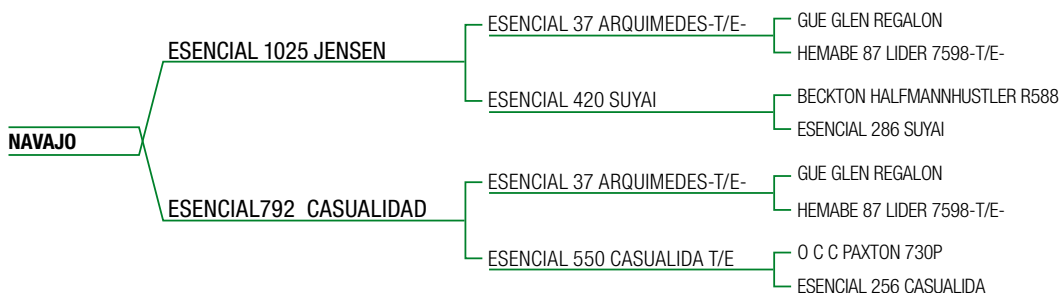 NAVAJO
ESENCIAL 1025 JENSEN
ESENCIAL792 CASUALIDAD
ESENCIAL 37 ARQUIMEDES-T/E-
ESENCIAL 420 SUYAI
ESENCIAL 37 ARQUIMEDES-T/E-
ESENCIAL 550 CASUALIDA T/E
GUE GLEN REGALON
HEMABE 87 LIDER 7598-T/E-
BECKTON HALFMANNHUSTLER R588
ESENCIAL 286 SUYAI
GUE GLEN REGALON
HEMABE 87 LIDER 7598-T/E-
O C C PAXTON 730P
ESENCIAL 256 CASUALIDA